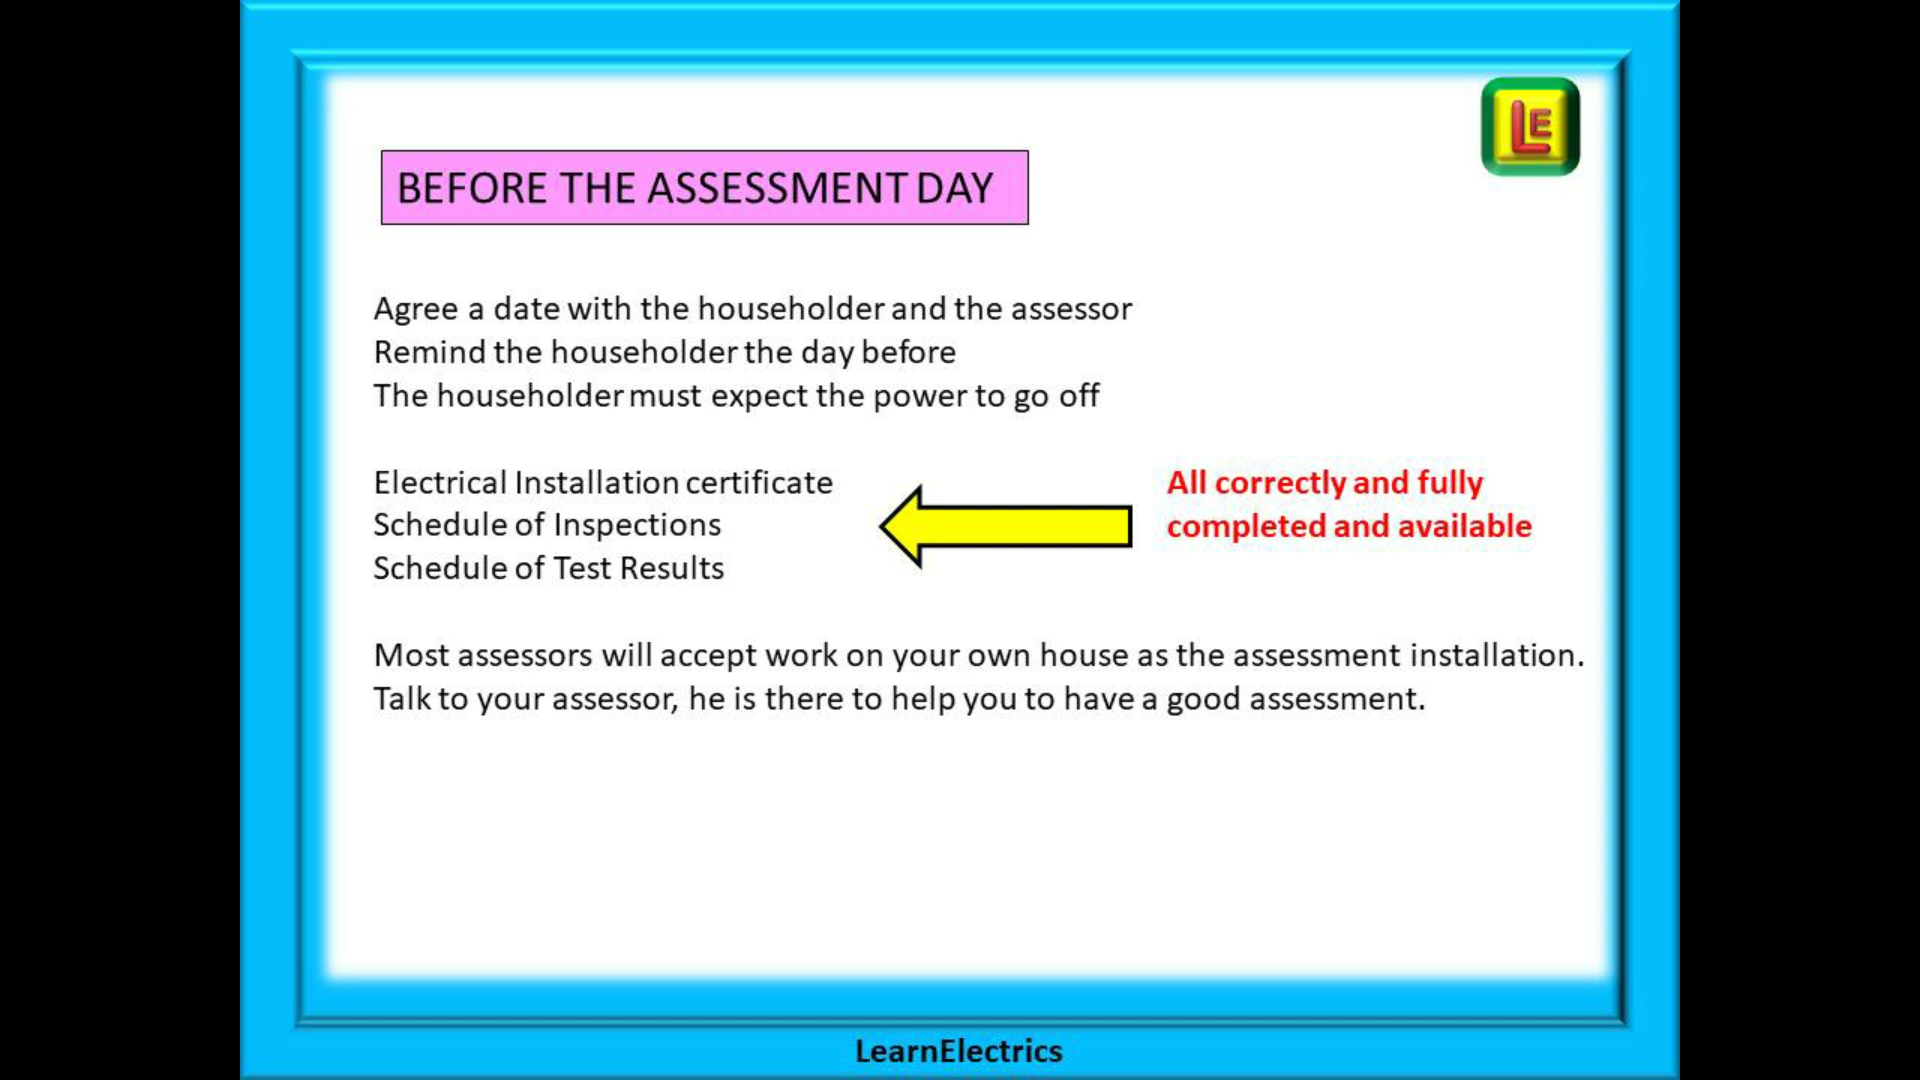 LE
BEFORE THE ASSESSMENT DAY
Agree a date with the householder and the assessor
Remind the householder the day before
The householder must expect the power to go off
Electrical Installation certificate
Schedule of Inspections
Schedule of Test Results
All correctly and fully
completed and available
Most assessors will accept work on your own house as the assessment installation.
Talk to your assessor, he is there to help you to have a good assessment.
LearnElectrics